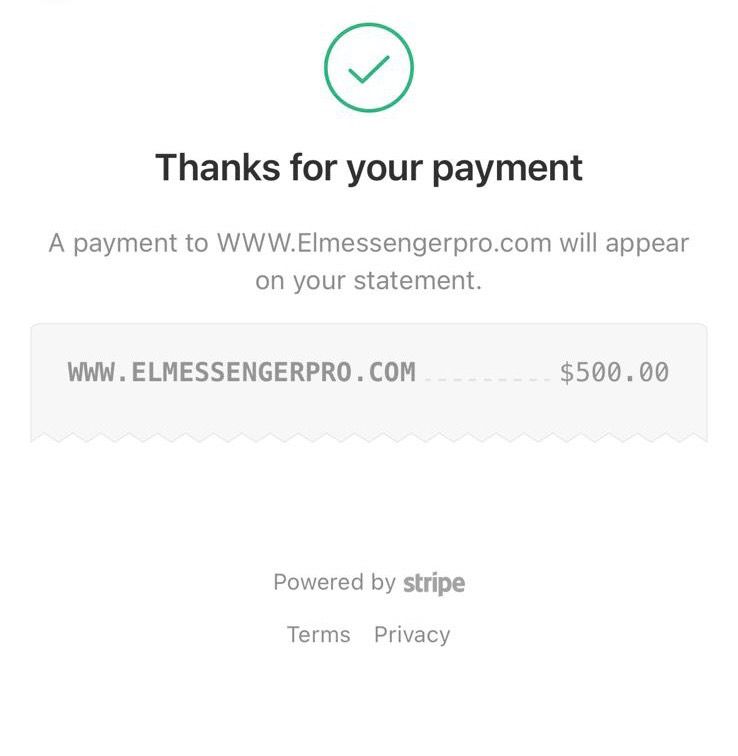 Thanks for your payment
A payment to WWW.Elmessengerpro.com will appear
on your statement.
WWW.ELMESSENGERPRO.COM $500.00
Powered by stripe
Terms Privacy